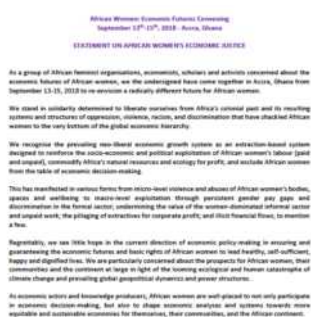 African Women: Economic Futures Convening
September 13th-15th, 2018 - Accra, Ghana
STATEMENT ON AFRICAN WOMEN'S ECONOMIC JUSTICE
As a group of African feminist organisations, economists, scholars and activists concerned about the
economic futures of African women, we the undersigned have come together in Accra, Ghana from
September 13-15, 2018 to re-envision a radically different future for African women.
We stand in solidarity determined to liberate ourselves from Africa's colonial past and its resulting
systems and structures of oppression, violence, racism, and discrimination that have shackled African
women to the very bottom of the global economic hierarchy.
We recognise the prevailing neo-liberal economic growth system as an extraction-based system
designed to reinforce the socio-economic and political exploitation of African women's labour (paid
and unpaid), commodify Africa's natural resources and ecology for profit, and exclude African women
from the table of economic decision-making.
This has manifested in various forms from micro-level violence and abuses of African women's bodies,
spaces and wellbeing to macro-level exploitation through persistent gender pay gaps and
discrimination in the formal sector; undermining the value of the women-dominated informal sector
and unpaid work; the pillaging of extractives for corporate profit; and illicit financial flows, to mention
a few.
Regrettably, we see little hope in the current direction of economic policy-making in ensuring and
guaranteeing the economic futures and basic rights of African women to lead healthy, self-sufficient,
happy and dignified lives. We are particularly concerned about the prospects for African women, their
communities and the continent at large in light of the looming ecological and human catastrophe of
climate change and prevailing global geopolitical dynamics and power structures.
As economic actors and knowledge producers, African women are well-placed to not only participate
in economic decision-making, but also to shape economic analyses and systems towards more
equitable and sustainable economies for themselves, their communities, and the African continent.